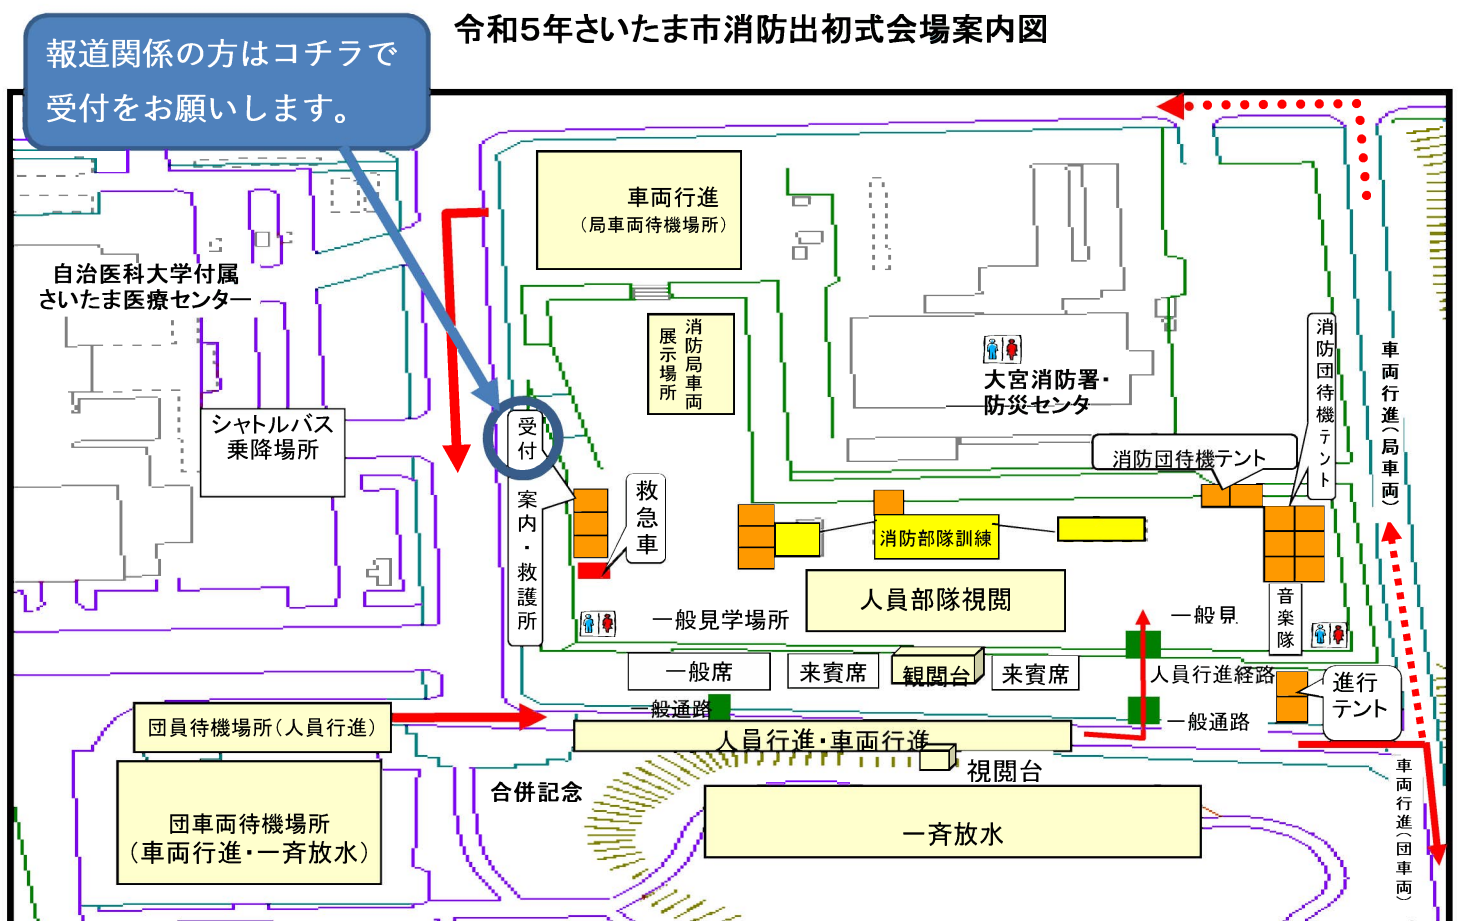 令和5年さいたま市消防出初式会場案内図
報道関係の方はコチラで
受付をお願いします。
車両行進
（局車両待機場所）
自治医科大学付属
さいたま医療センター
消防局車両
展示場所
大宮消防署・
防災センタ
消防団待機テント
車両行進（局車両）
シャトルバス
乗降場所
受付
案内・救護所
救急車
消防団待機テント
消防部隊訓練
人員部隊視閲
一般見学場所
一般見
音楽隊
一般席
来賓席
観閲台
来賓席
人員行進経路
進行
テント
一般通路
一般通路
団員待機場所（人員行進）
人員行進・車両行進
視閲台
合併記念
車両行進（団車両）
団車両待機場所
（車両行進・一斉放水）
一斉放水